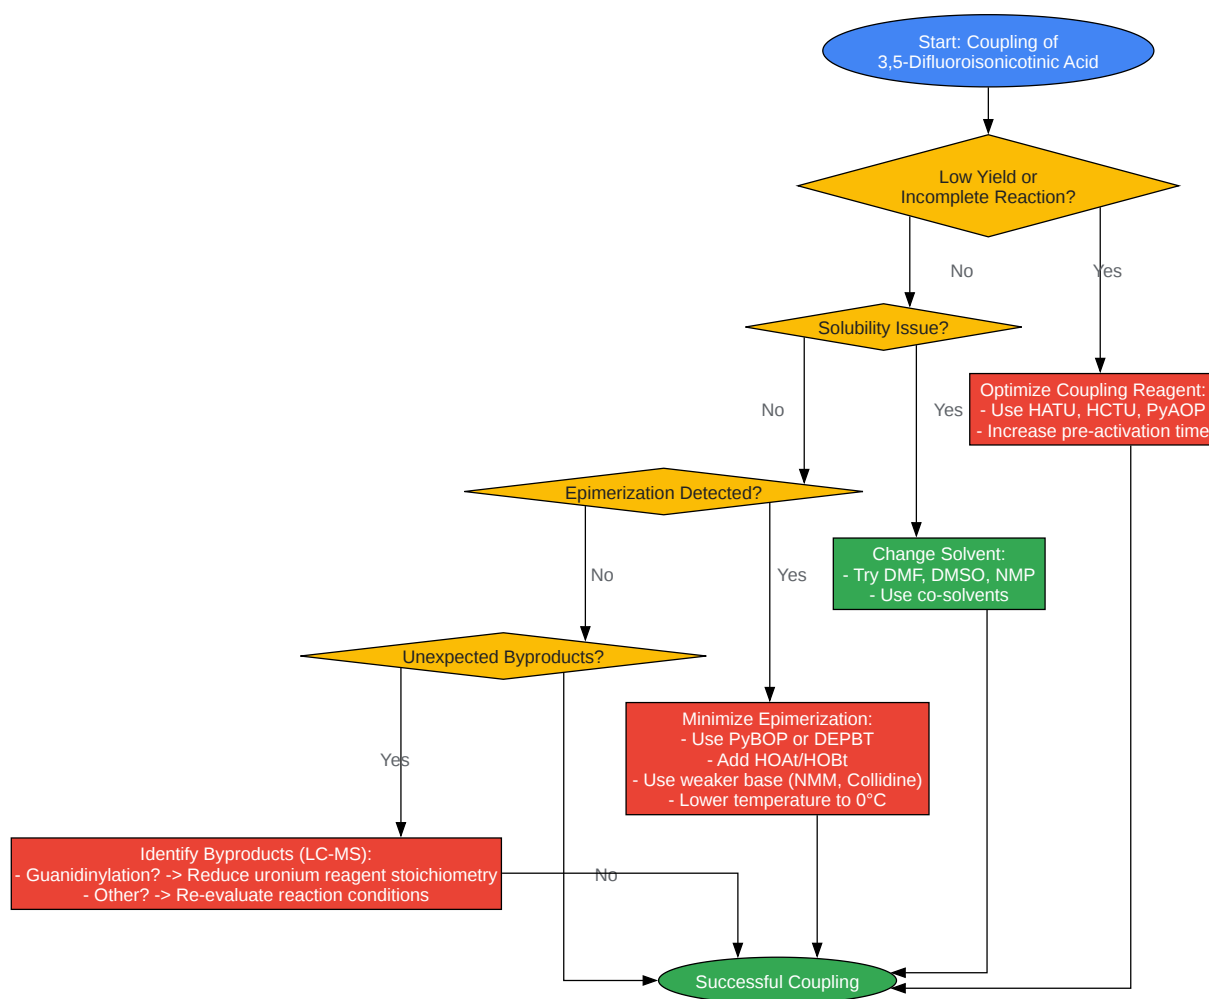 Start: Coupling of
3,5-Difluoroisonicotinic Acid
Low Yield or
Incomplete Reaction?
No
Yes
Solubility Issue?
Optimize Coupling Reagent:
- Use HATU, HCTU, PyAOP
- Increase pre-activation time
No
Yes
Epimerization Detected?
Change Solvent:
- Try DMF, DMSO, NMP
- Use co-solvents
No
Yes
Unexpected Byproducts?
Minimize Epimerization:
- Use PyBOP or DEPBT
- Add HOAt/HOBt
- Use weaker base (NMM, Collidine)
- Lower temperature to 0°C
Yes
Identify Byproducts (LC-MS):
- Guanidinylation? -> Reduce uronium reagent stoichiometry
- Other? -> Re-evaluate reaction conditions
No
Successful Coupling